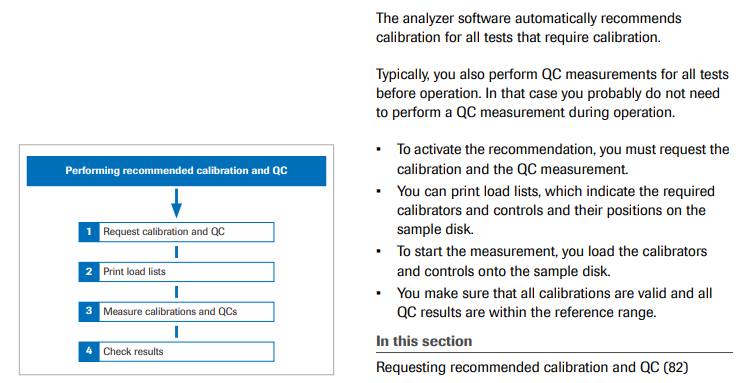 The analyzer software automatically recommends
calibration for all tests that require calibration.
Typically, you also perform QC measurements for all tests
before operation. In that case you probably do not need
to perform a QC measurement during operation.
Performing recommended calibration and QC
1 Request calibration and QC
2 Print load lists
3 Measure calibrations and QCs
4 Check results
• To activate the recommendation, you must request the
calibration and the QC measurement.
• You can print load lists, which indicate the required
calibrators and controls and their positions on the
sample disk.
• To start the measurement, you load the calibrators
and controls onto the sample disk.
• You make sure that all calibrations are valid and all
QC results are within the reference range.
In this section
Requesting recommended calibration and QC (82)